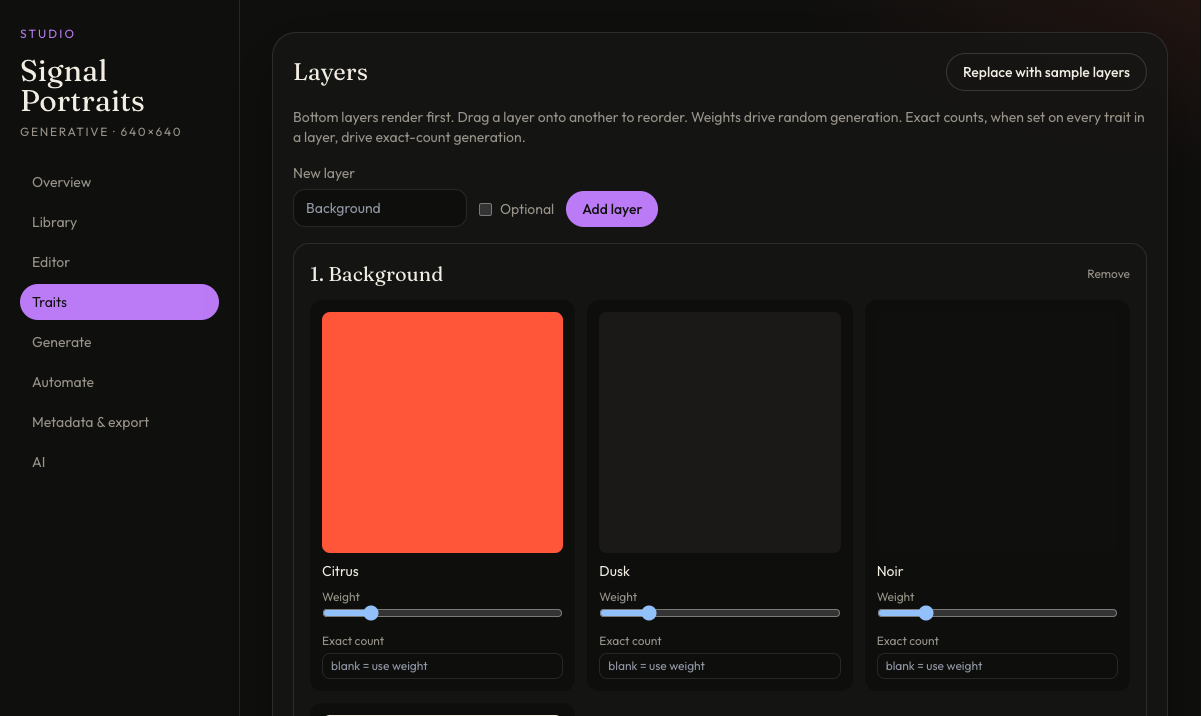 STUDIO
Signal
Portraits
GENERATIVE · 640×640
Overview
Library
Editor
Traits
Generate
Automate
Metadata & export
AI
Layers
Replace with sample layers
Bottom layers render first. Drag a layer onto another to reorder. Weights drive random generation. Exact counts, when set on every trait in
a layer, drive exact-count generation.
New layer
Background
Optional
Add layer
1. Background
Remove
Citrus
Weight
Exact count
blank = use weight
Dusk
Weight
Exact count
blank = use weight
Noir
Weight
Exact count
blank = use weight